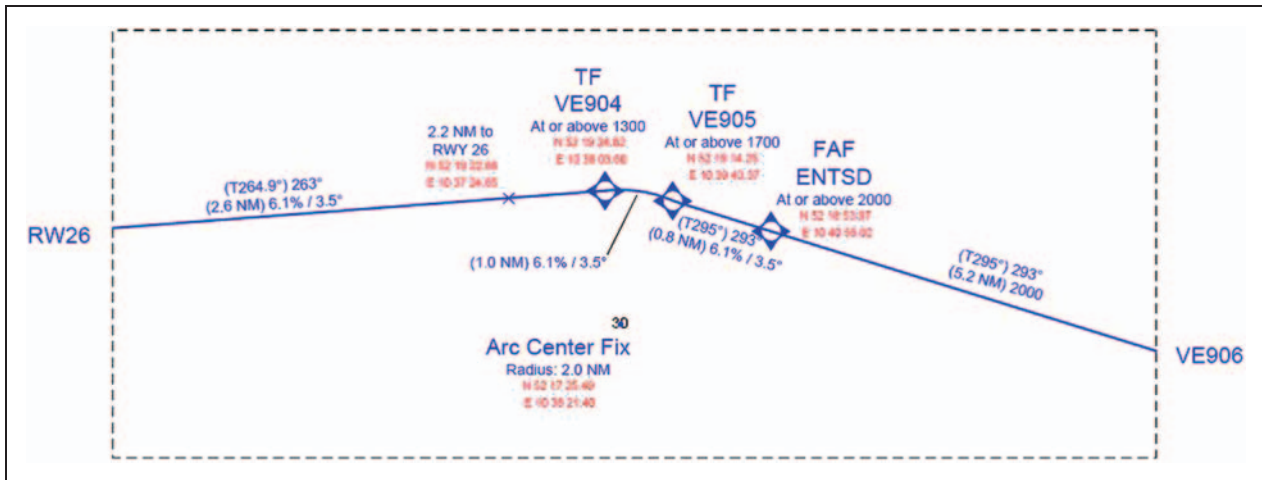 TF
VE904
At or above 1300
TF
VE905
At or above 1700
FAF
ENTSD
At or above 2000
2.2 NM to
RWY 26
(T264.9°) 263°
(2.6 NM) 6.1% / 3.5°
RW26
(1.0 NM) 6.1% / 3.5°
(T295°) 293°
(0.8 NM) 6.1% / 3.5°
(T295°) 293°
(5.2 NM) 2000
VE906
30
Arc Center Fix
Radius: 2.0 NM